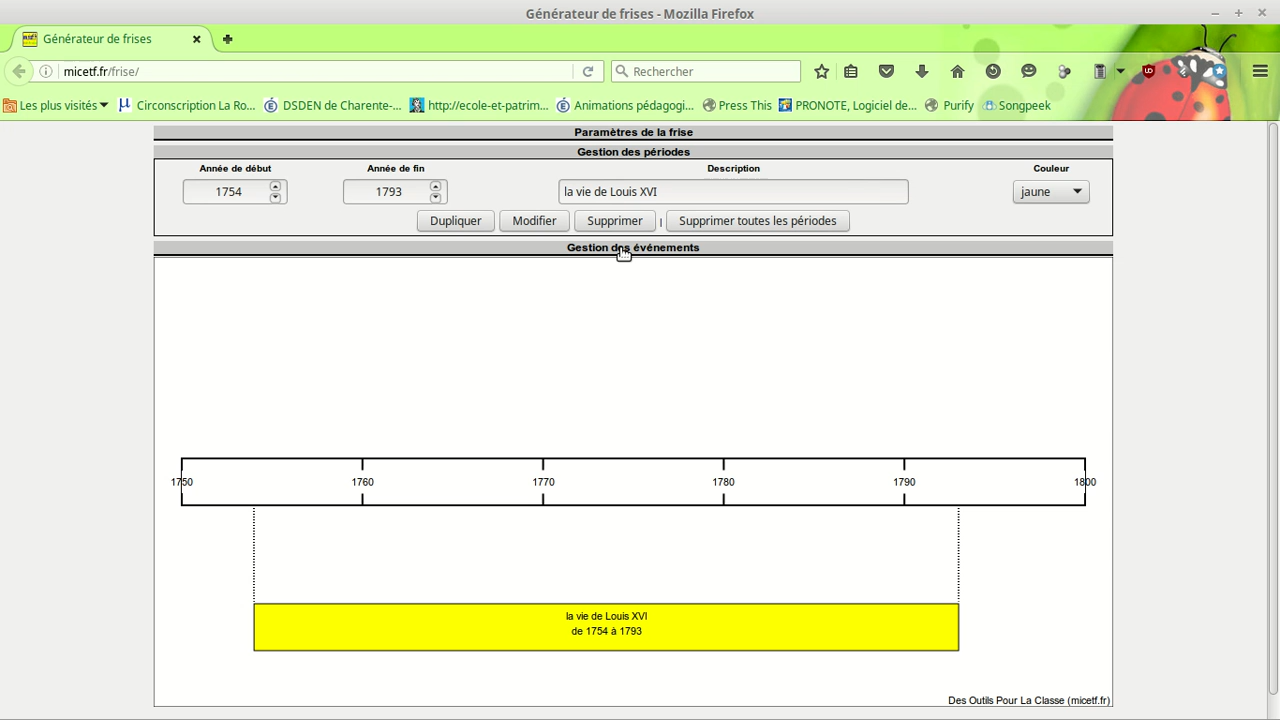 Générateur de frises - Mozilla Firefox
Générateur de frises
micetf.fr/frise/
Rechercher
Les plus visités
Circonscription La Ro...
DSDEN de Charente-...
http://ecole-et-patrim...
Animations pédagogi...
Press This
PRONOTE, Logiciel de...
Purify
Songpeek
Paramètres de la frise
Gestion des périodes
Année de début
Année de fin
Description
Couleur
1754
1793
la vie de Louis XVI
jaune
Dupliquer
Modifier
Supprimer
|
Supprimer toutes les périodes
Gestion des événements
1750
1760
1770
1780
1790
1800
la vie de Louis XVI
de 1754 à 1793
Des Outils Pour La Classe (micetf.fr)